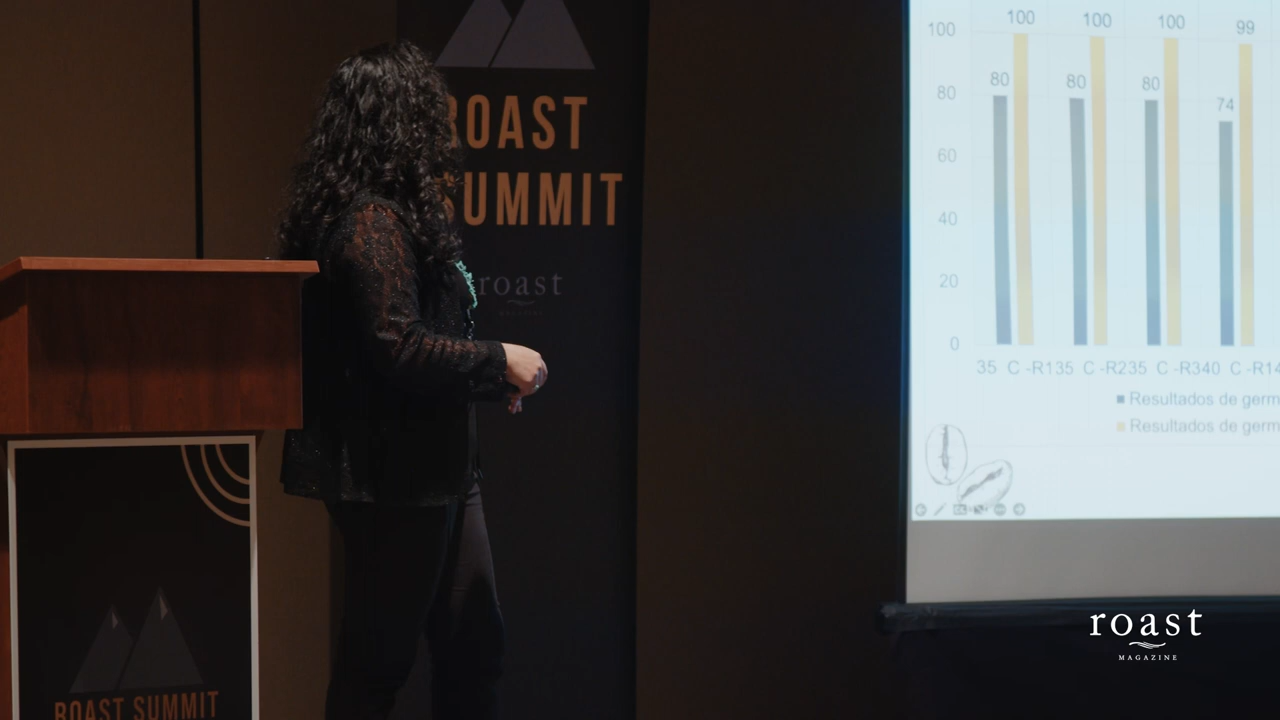 ROAST
SUMMIT
roast
MAGAZINE
ROAST SUMMIT
100
80
60
40
20
0
100
100
100
99
80
80
80
74
35 C -R135 C -R235 C -R340 C -R14
Resultados de germ
Resultados de germ
roast
MAGAZINE